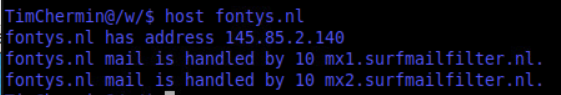 TimChermin@/w/$ host fontys.nl
fontys.nl has address 145.85.2.140
fontys.nl mail is handled by 10 mx1.surfmailfilter.nl.
fontys.nl mail is handled by 10 mx2.surfmailfilter.nl.